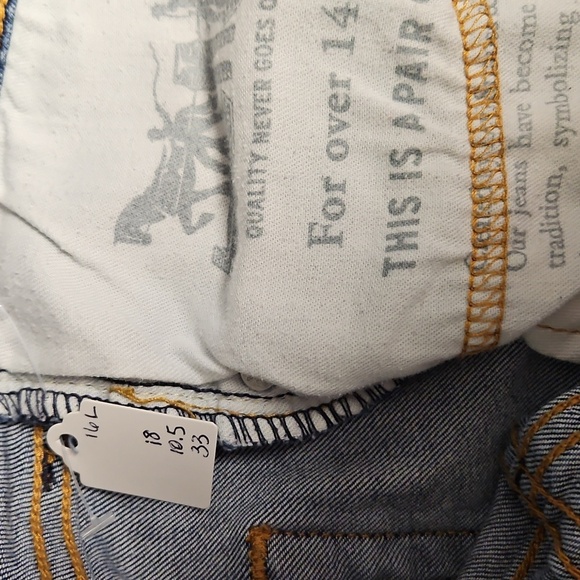 QUALITY NEVER GOES O
For over 14
THIS IS A PAIR
Our jeans have become
tradition, symbolizing
16L
18
10.5
33